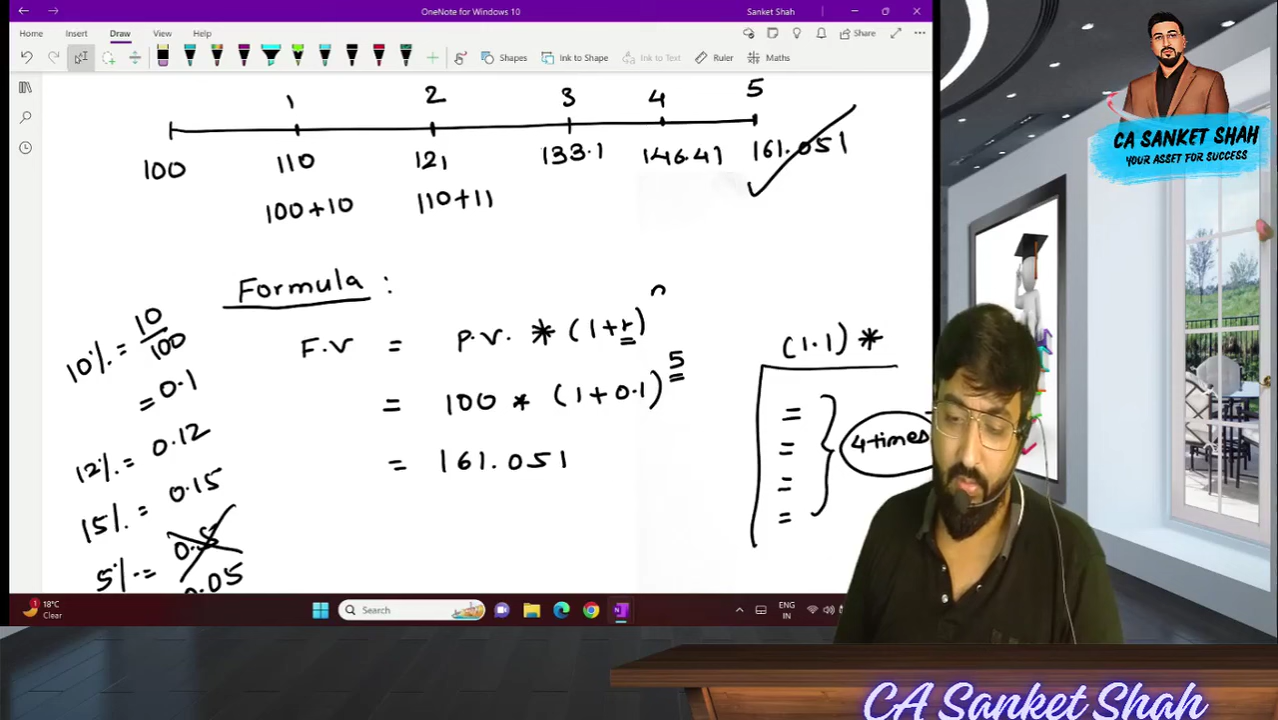 OneNote for Windows 10
Sanket Shah
Home Insert Draw View Help
Share
Shapes
Ink to Shape
Ink to Text
Ruler
Maths
1 2 3 4 5
100 110 121 133.1 146.41 161.051
100+10 110+11
Formula :
F.V = P.V. * (1+r)^n
= 100 * (1+0.1)^5
= 161.051
10%. = 10/100
= 0.1
12%. = 0.12
15%. = 0.15
5%. = 0.5
0.05
(1.1) *
=
=
=
=
4 times
18°C
Clear
Search
ENG
IN
CA SANKET SHAH
YOUR ASSET FOR SUCCESS
CA Sanket Shah